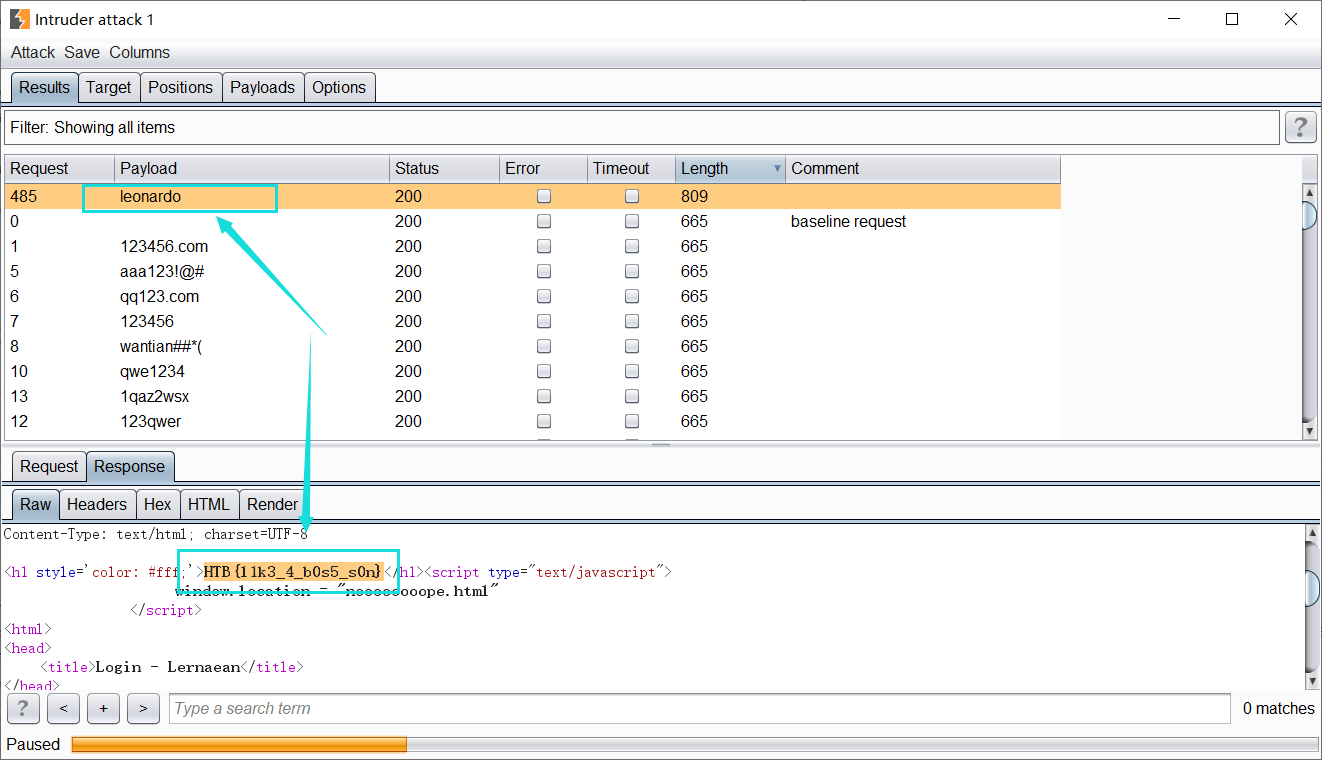 Intruder attack 1
Attack Save Columns
Results Target Positions Payloads Options
Filter: Showing all items ?
Request Payload Status Error Timeout Length Comment
485 leonardo 200 809
0 200 665 baseline request
1 123456.com 200 665
5 aaa123!@# 200 665
6 qq123.com 200 665
7 123456 200 665
8 wantian##*( 200 665
10 qwe1234 200 665
13 1qaz2wsx 200 665
12 123qwer 200 665
Request Response
Raw Headers Hex HTML Render
Content-Type: text/html; charset=UTF-8
<h1 style='color: #fff;'>HTB{l1k3_4_b0s5_s0n}</h1><script type="text/javascript">
window.location = "nooooooope.html"
</script>
<html>
<head>
<title>Login - Lernaean</title>
</head>
? < + > Type a search term 0 matches
Paused